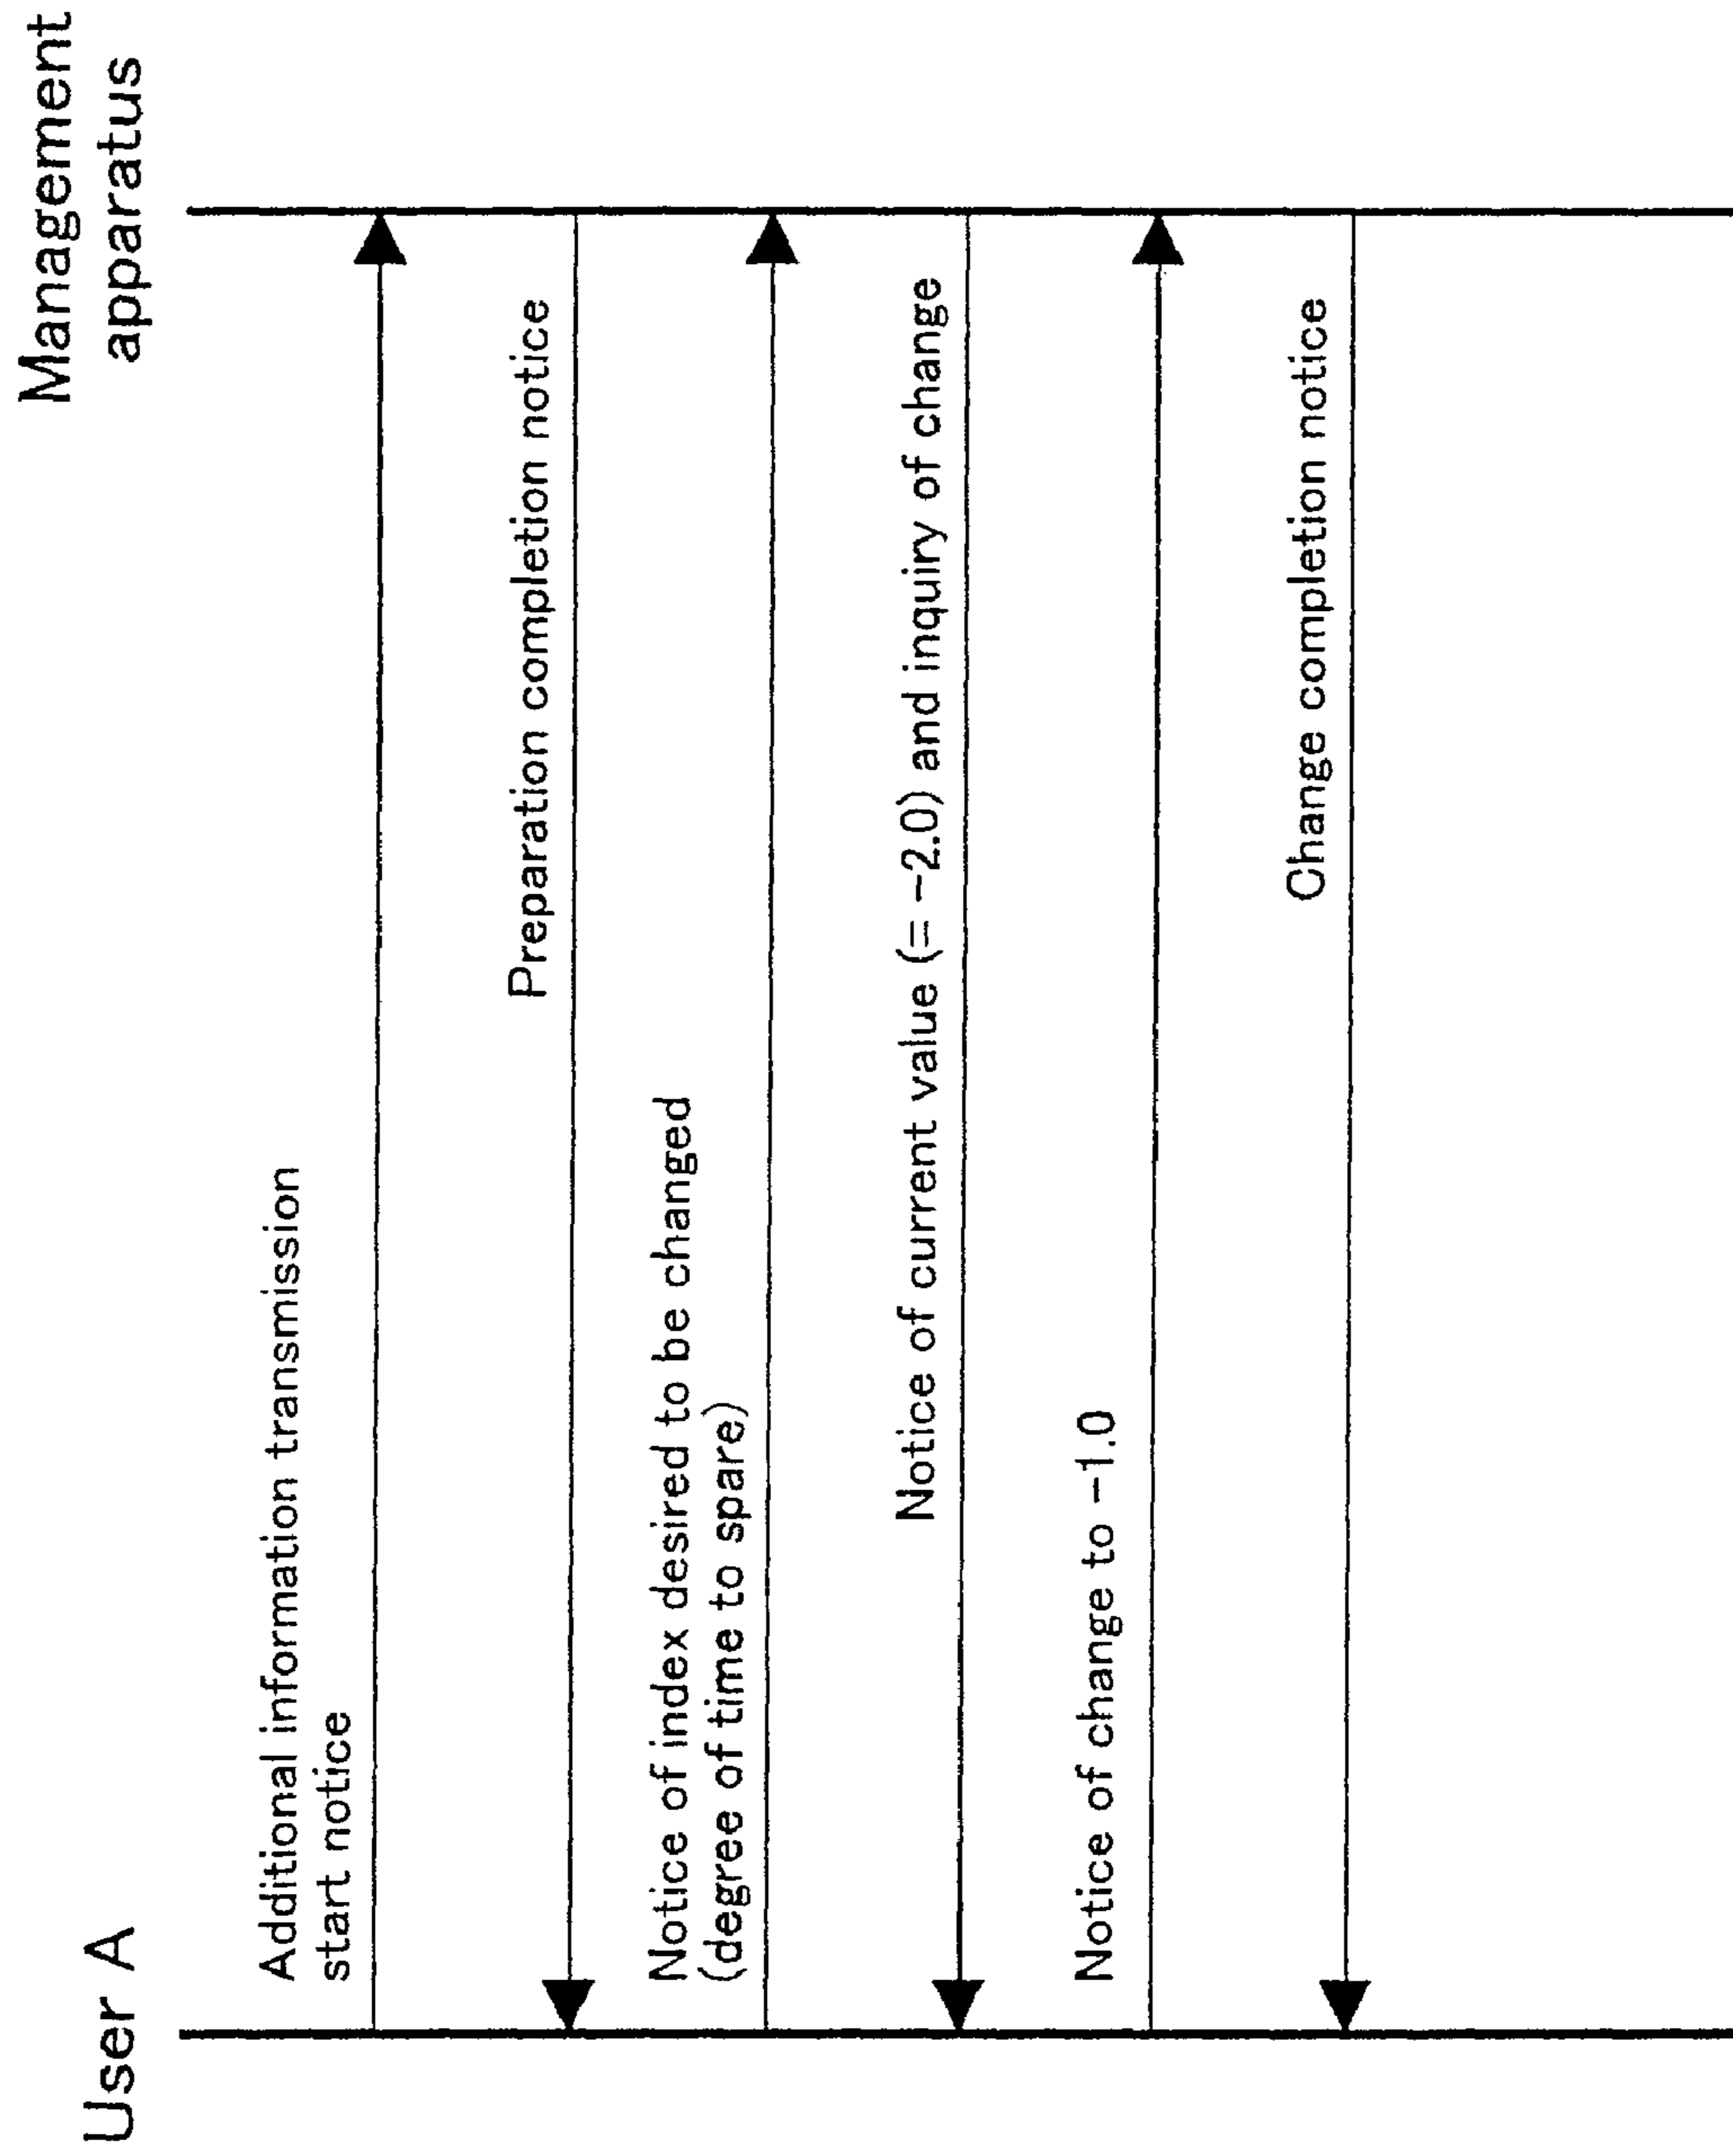 User A
Management
apparatus
Additional information transmission
start notice
Preparation completion notice
Notice of index desired to be changed
(degree of time to spare)
Notice of current value (= −2.0) and inquiry of change
Notice of change to −1.0
Change completion notice